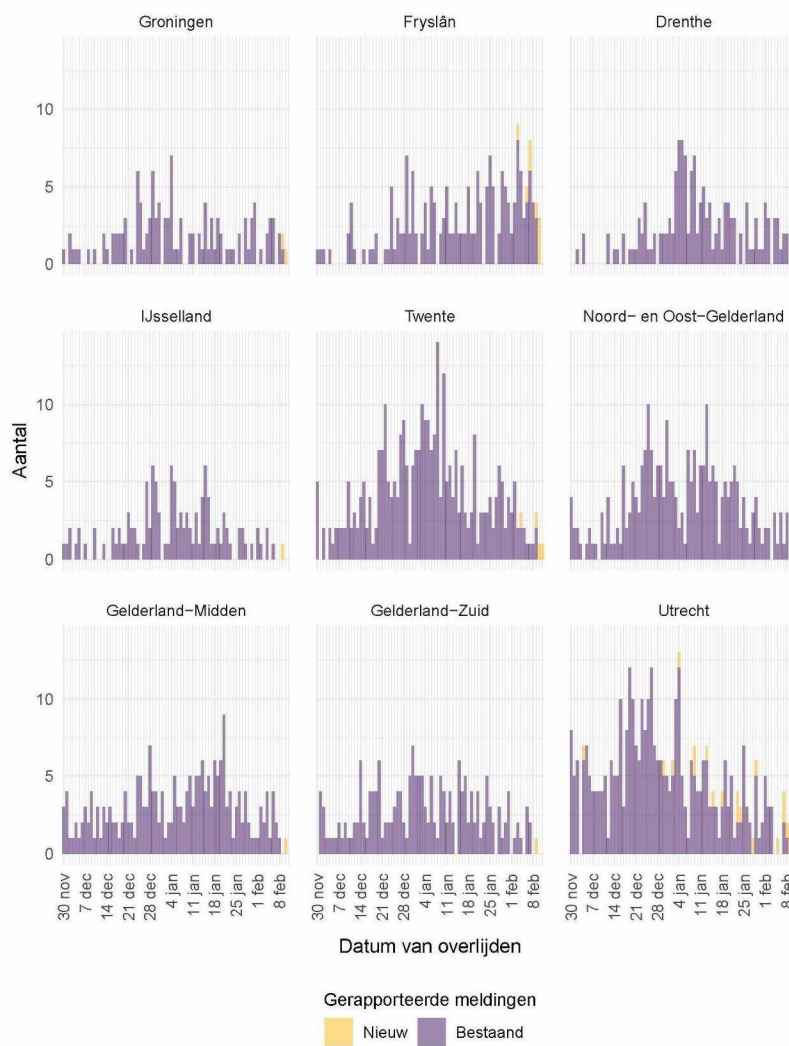 Groningen
Fryslân
Drenthe
10
5
0
IJsselland
Twente
Noord- en Oost-Gelderland
10
5
0
Gelderland-Midden
Gelderland-Zuid
Utrecht
10
5
0
Aantal
30 nov
7 dec
14 dec
21 dec
28 dec
4 jan
11 jan
18 jan
25 jan
1 feb
8 feb
30 nov
7 dec
14 dec
21 dec
28 dec
4 jan
11 jan
18 jan
25 jan
1 feb
8 feb
30 nov
7 dec
14 dec
21 dec
28 dec
4 jan
11 jan
18 jan
25 jan
1 feb
8 feb
Datum van overlijden
Gerapporteerde meldingen
Nieuw
Bestaand